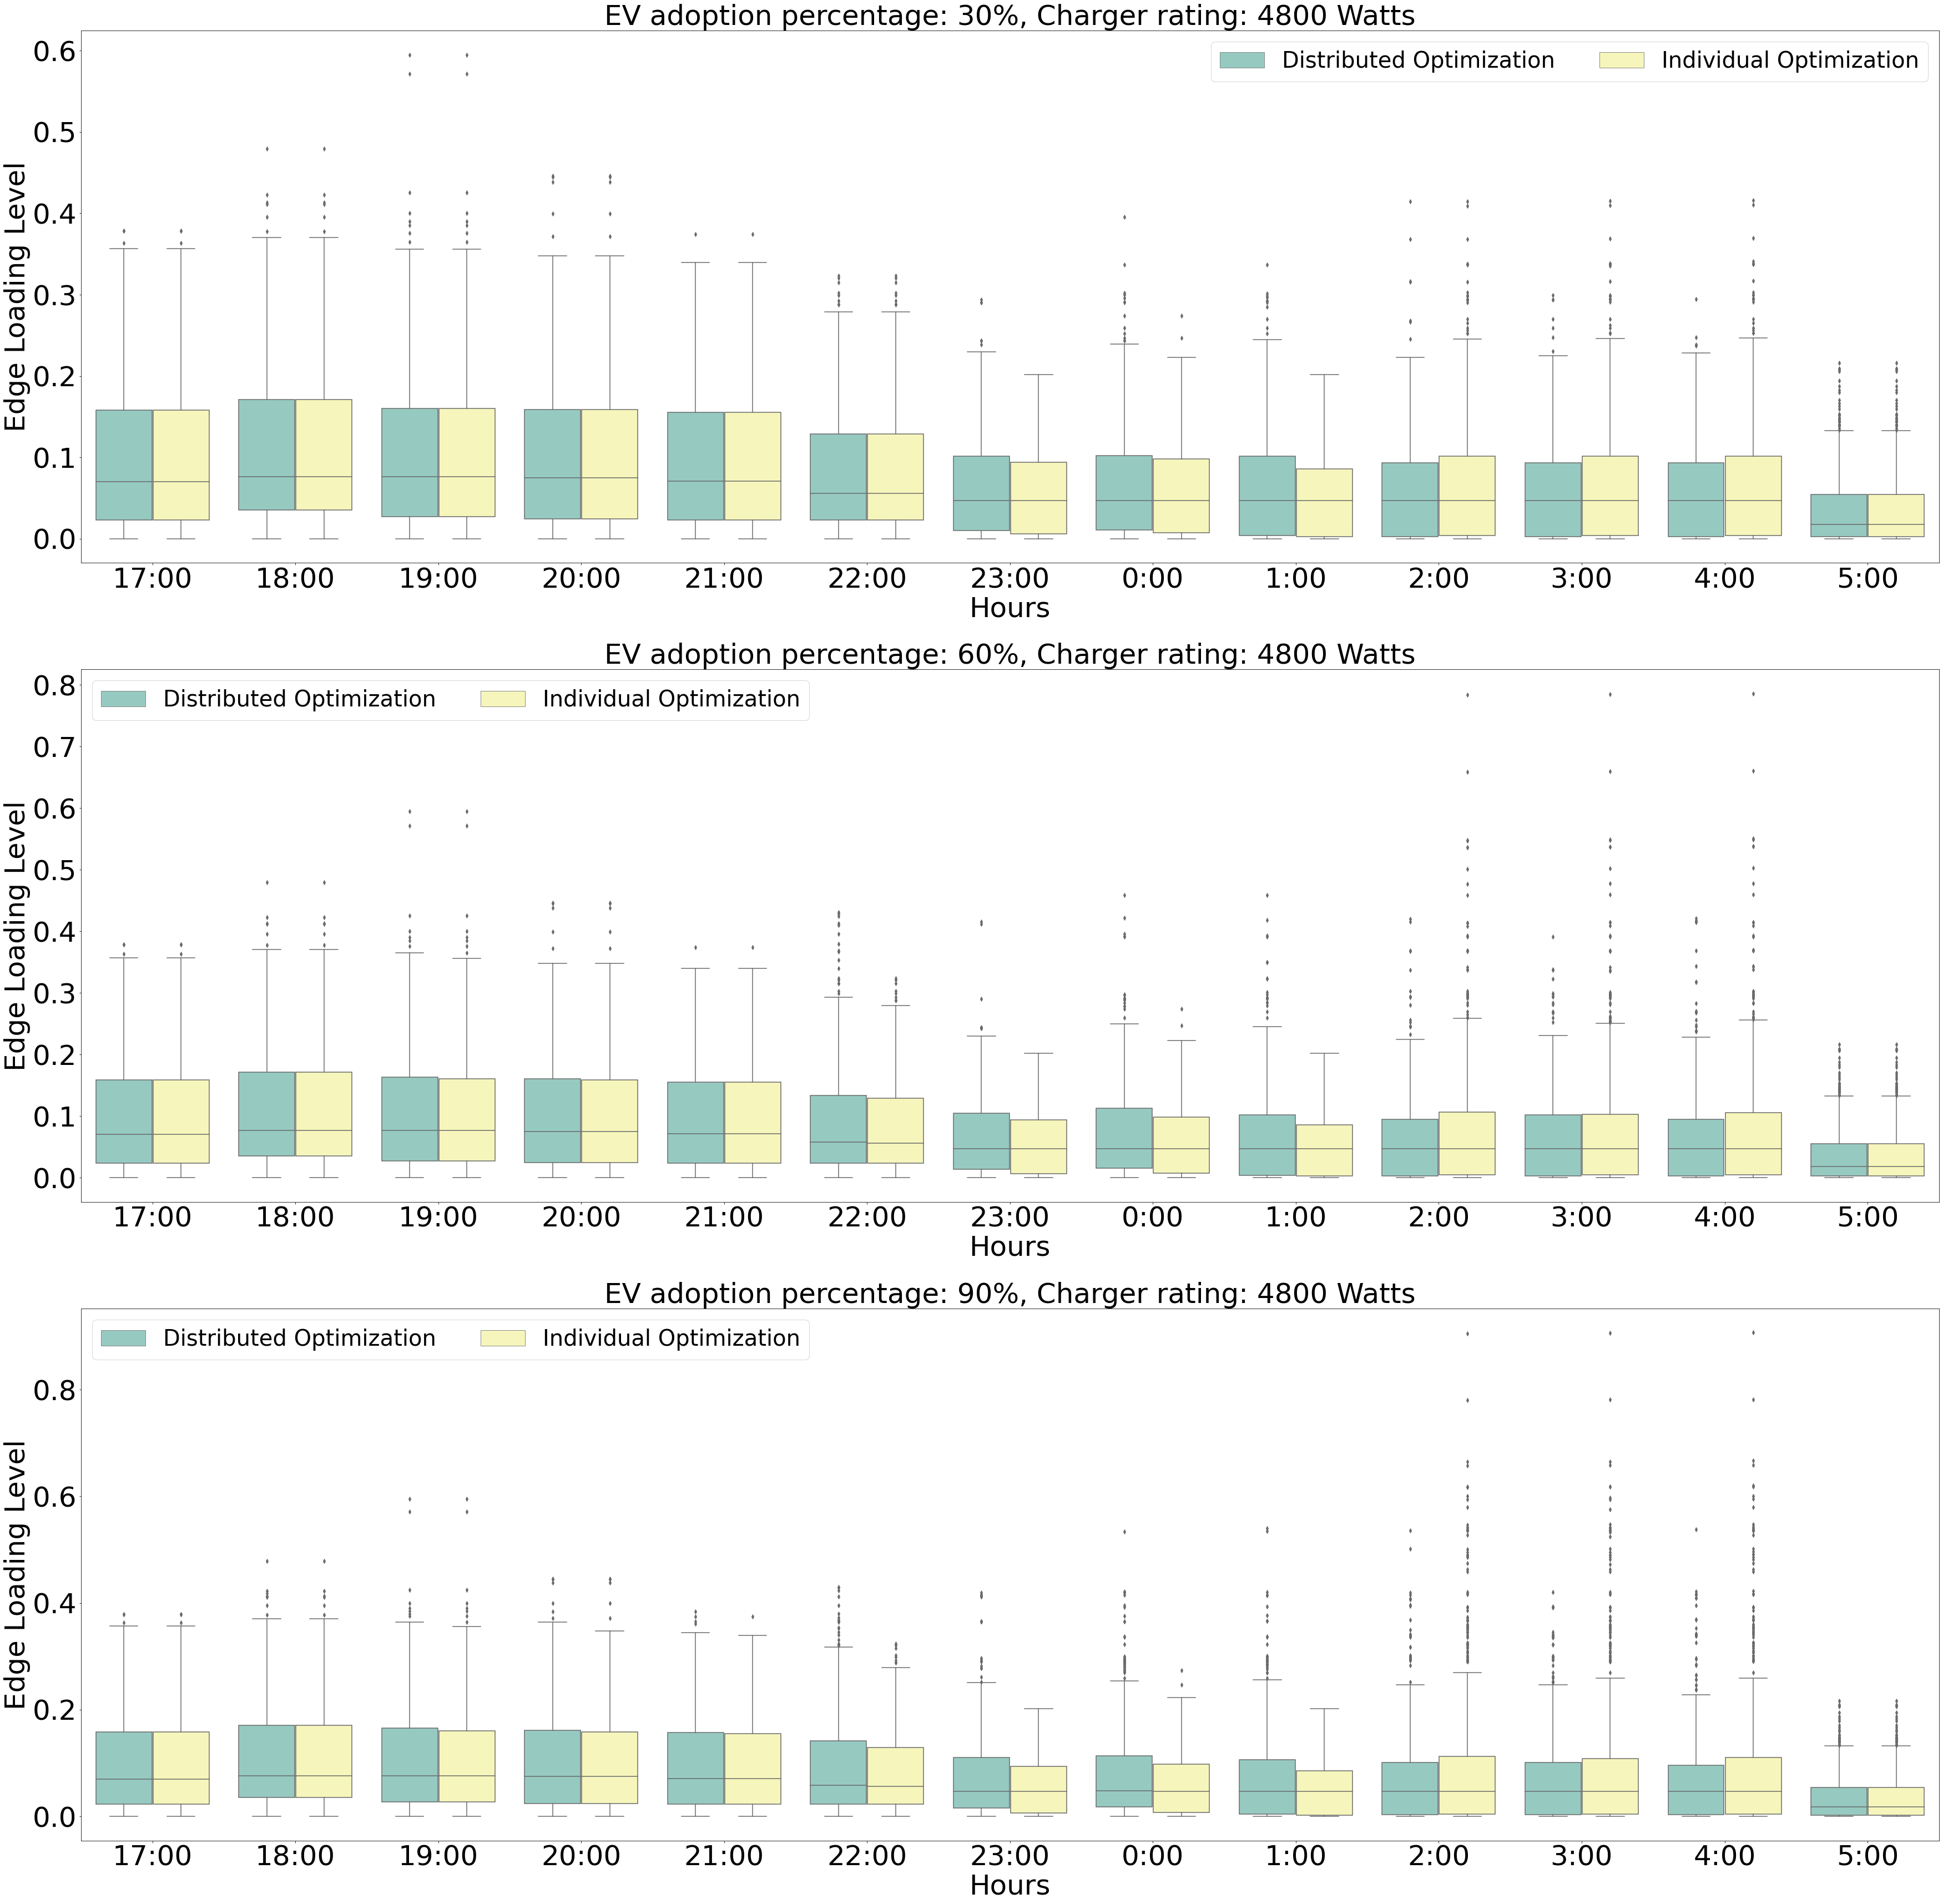 EV adoption percentage: 30%, Charger rating: 4800 Watts
Distributed Optimization Individual Optimization
Edge Loading Level
0.6
0.5
0.4
0.3
0.2
0.1
0.0
17:00 18:00 19:00 20:00 21:00 22:00 23:00 0:00 1:00 2:00 3:00 4:00 5:00
Hours
EV adoption percentage: 60%, Charger rating: 4800 Watts
Distributed Optimization Individual Optimization
Edge Loading Level
0.8
0.7
0.6
0.5
0.4
0.3
0.2
0.1
0.0
17:00 18:00 19:00 20:00 21:00 22:00 23:00 0:00 1:00 2:00 3:00 4:00 5:00
Hours
EV adoption percentage: 90%, Charger rating: 4800 Watts
Distributed Optimization Individual Optimization
Edge Loading Level
0.8
0.6
0.4
0.2
0.0
17:00 18:00 19:00 20:00 21:00 22:00 23:00 0:00 1:00 2:00 3:00 4:00 5:00
Hours